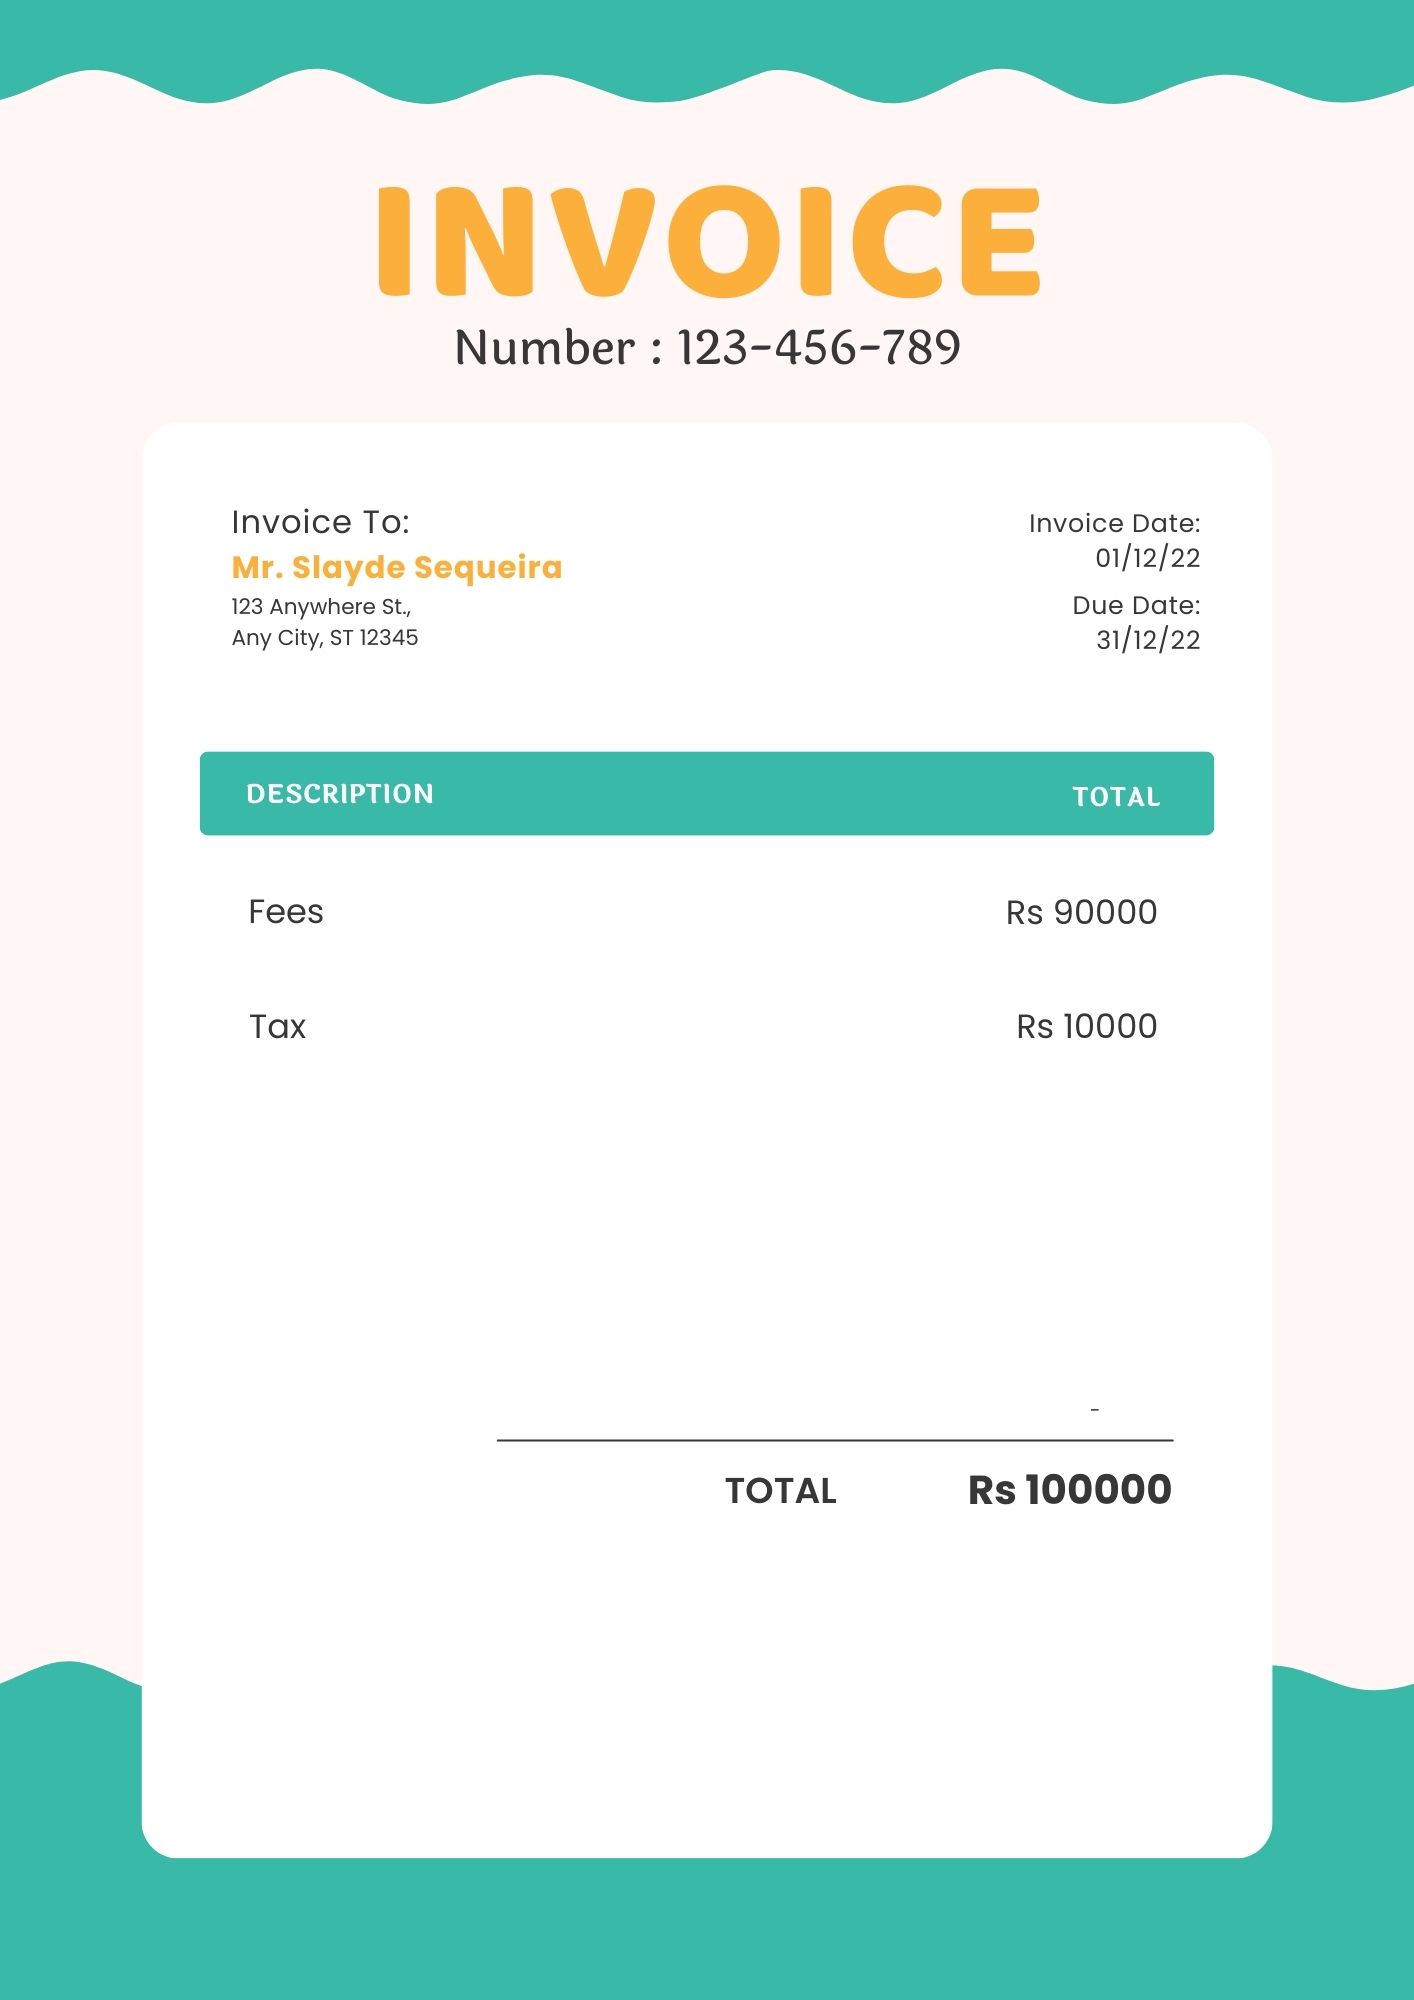 INVOICE
Number : 123-456-789
Invoice To:
Mr. Slayde Sequeira
123 Anywhere St.,
Any City, ST 12345
Invoice Date:
01/12/22
Due Date:
31/12/22
DESCRIPTION TOTAL
Fees Rs 90000
Tax Rs 10000
-
TOTAL Rs 100000